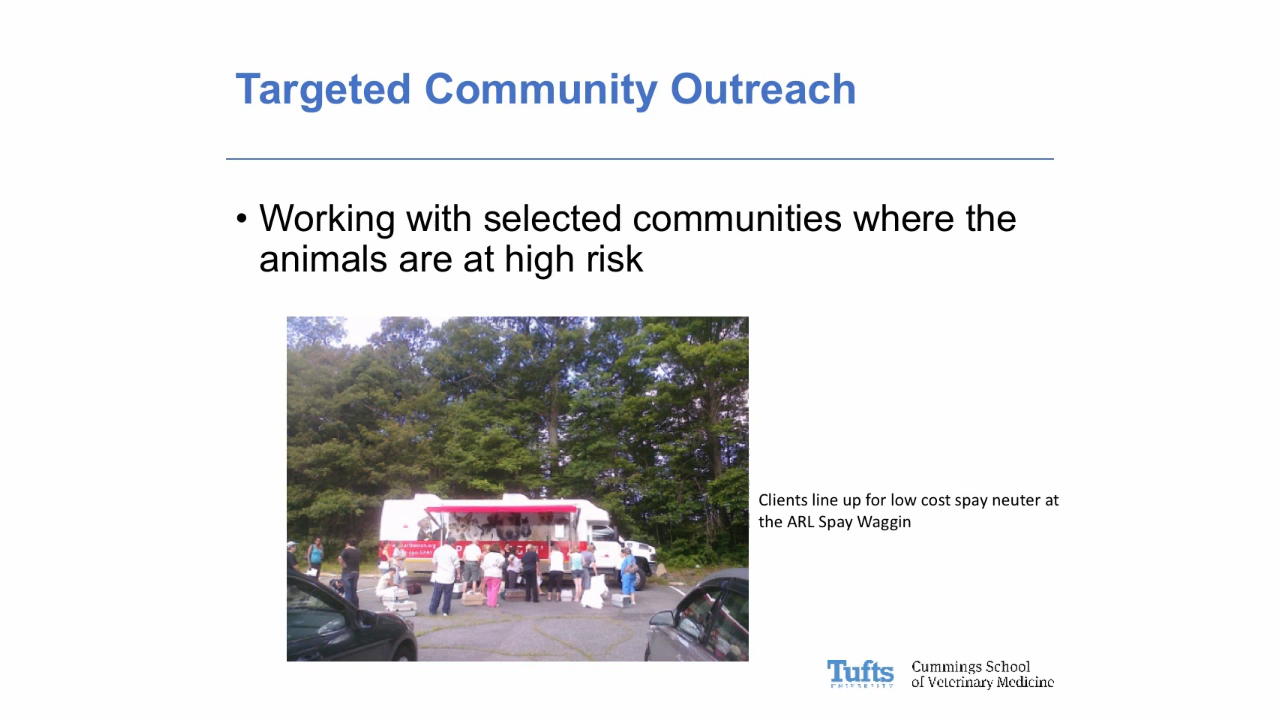 Targeted Community Outreach
• Working with selected communities where the
animals are at high risk
Clients line up for low cost spay neuter at
the ARL Spay Waggin
Tufts
UNIVERSITY
Cummings School
of Veterinary Medicine